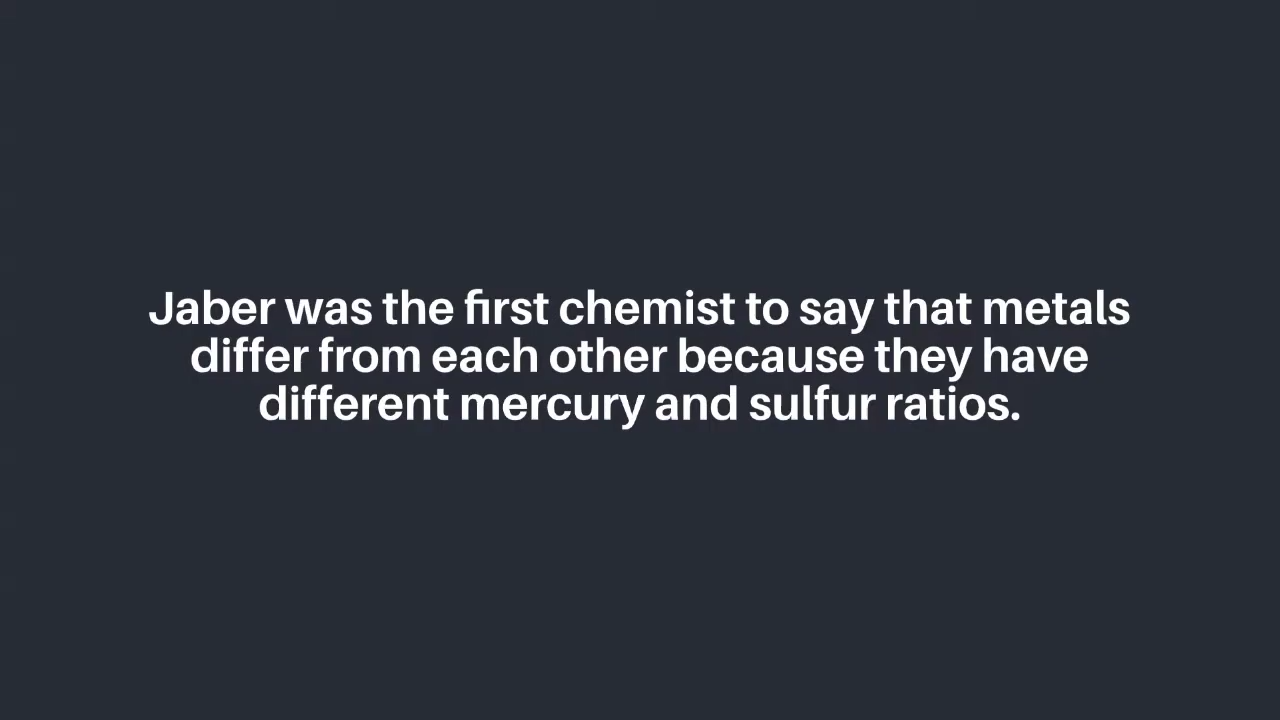 Jaber was the first chemist to say that metals
differ from each other because they have
different mercury and sulfur ratios.